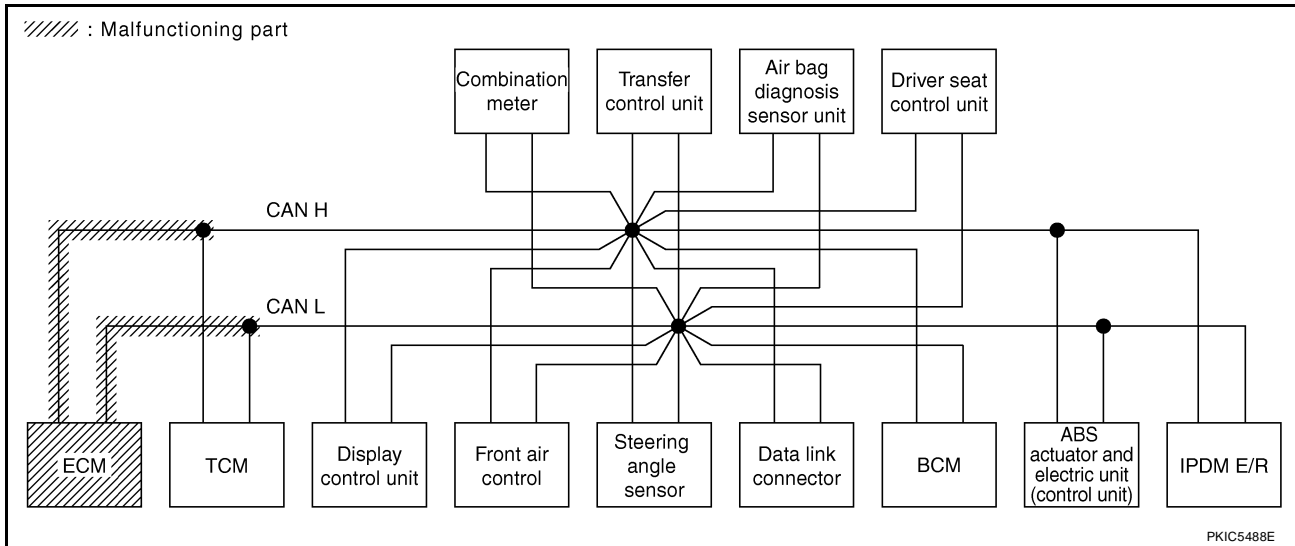 : Malfunctioning part
Combination
meter
Transfer
control unit
Air bag
diagnosis
sensor unit
Driver seat
control unit
CAN H
CAN L
ECM
TCM
Display
control unit
Front air
control
Steering
angle
sensor
Data link
connector
BCM
ABS
actuator and
electric unit
(control unit)
IPDM E/R
PKIC5488E